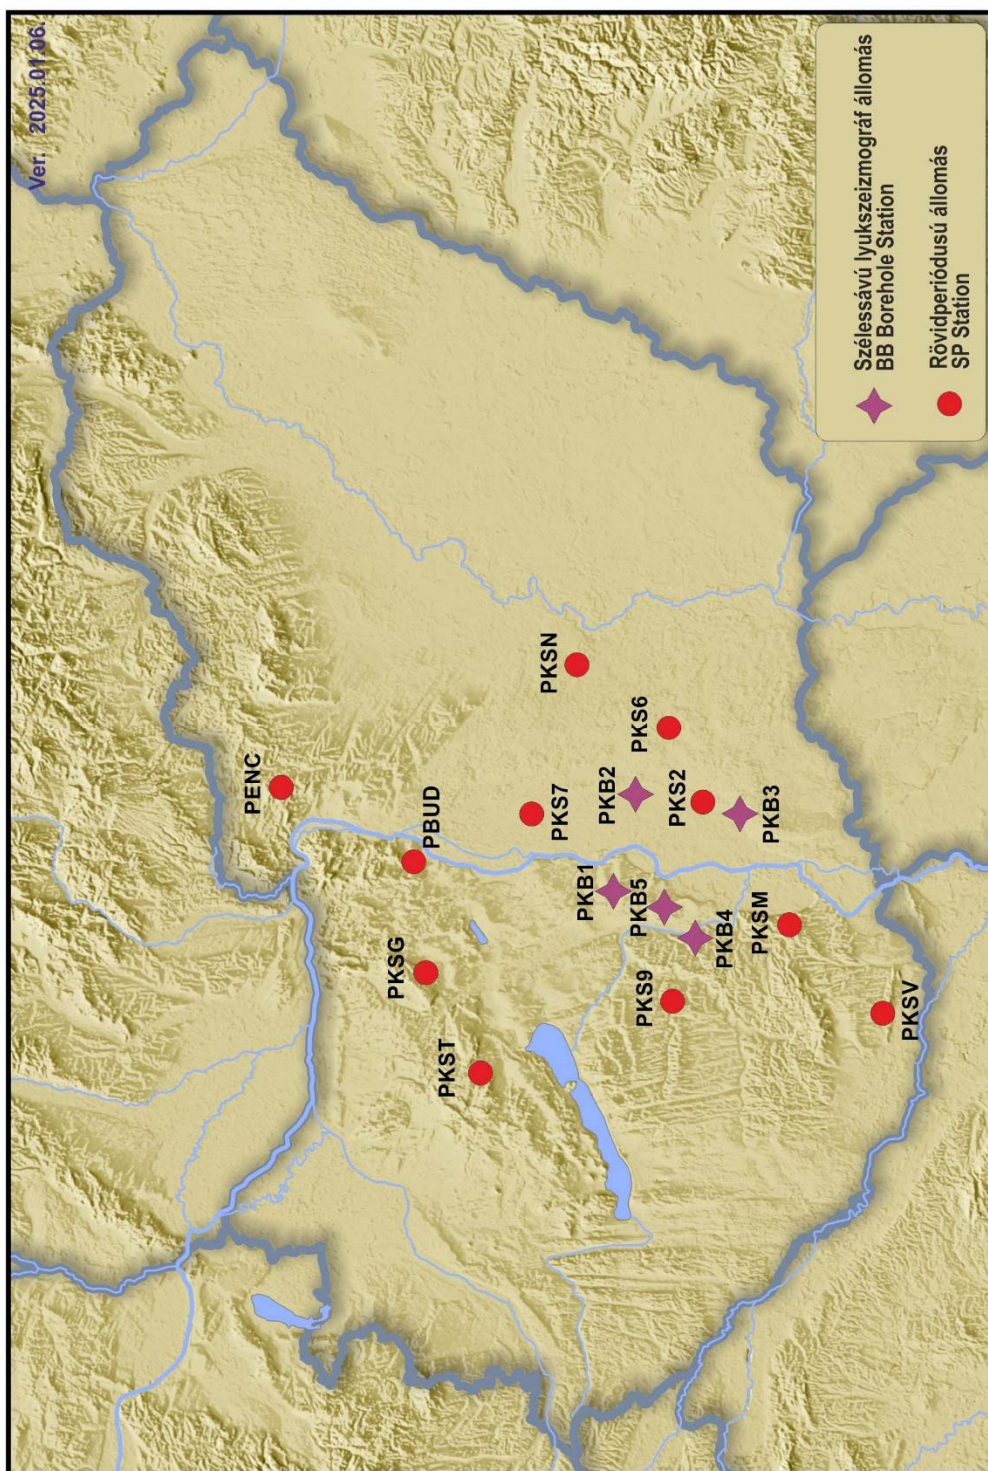 Ver.   2025.01.06.
PENC
PBUD
PKSG
PKST
PKSN
PKS7
PKS6
PKB2
PKS2
PKB3
PKB1
PKB5
PKB4
PKS9
PKSM
PKSV
Szélessávú lyukszeizmográf állomás
BB Borehole Station
Rövidperiódusú állomás
SP Station